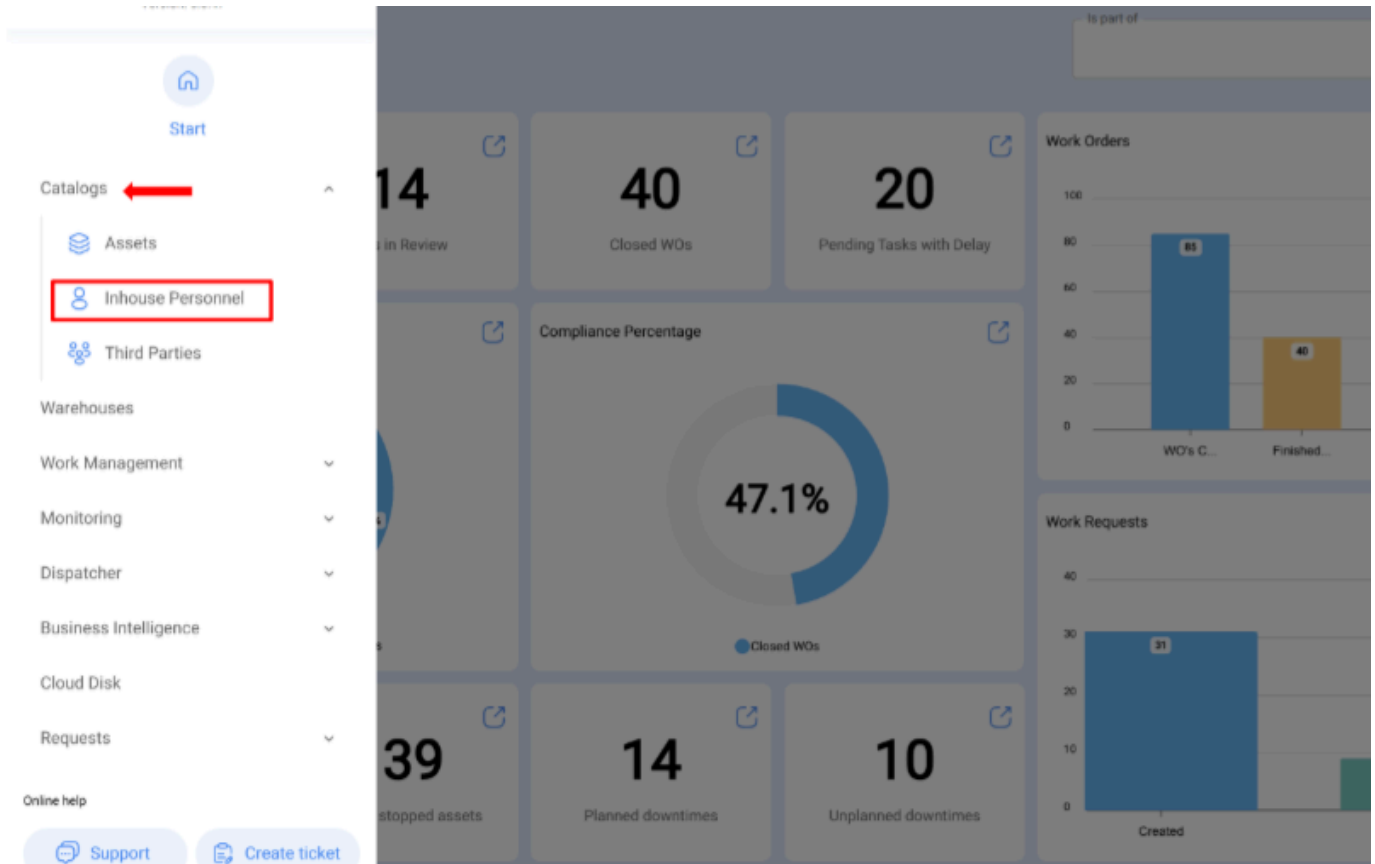 Start
Catalogs
Assets
Inhouse Personnel
Third Parties
Warehouses
Work Management
Monitoring
Dispatcher
Business Intelligence
Cloud Disk
Requests
Online help
Support
Create ticket
Is part of
14
in Review
40
Closed WOs
20
Pending Tasks with Delay
Compliance Percentage
47.1%
Closed WOs
39
stopped assets
14
Planned downtimes
10
Unplanned downtimes
Work Orders
100
80
60
40
20
0
85
40
WO's C...
Finished...
Work Requests
40
30
20
10
0
31
Created